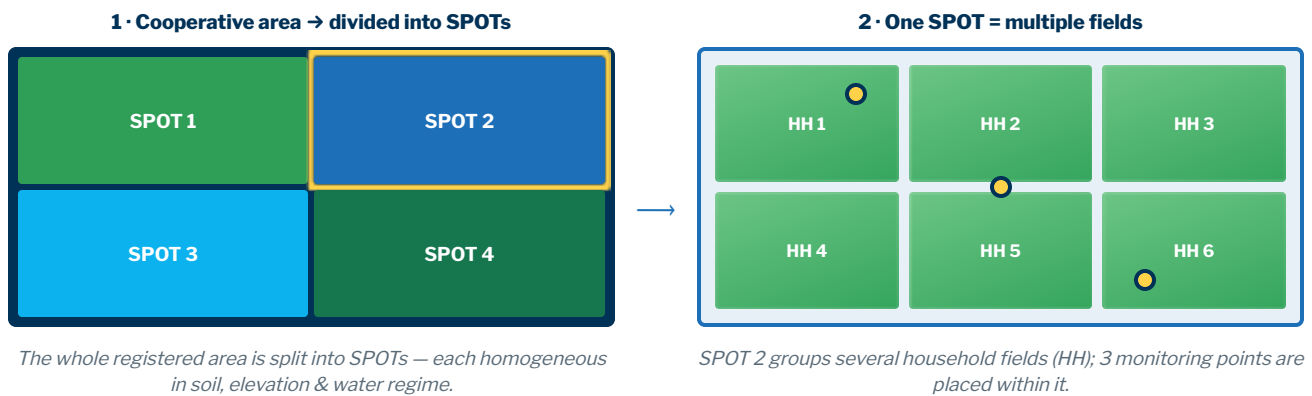 1 · Cooperative area → divided into SPOTs
SPOT 1
SPOT 2
SPOT 3
SPOT 4
The whole registered area is split into SPOTs — each homogeneous
in soil, elevation & water regime.
2 · One SPOT = multiple fields
HH 1
HH 2
HH 3
HH 4
HH 5
HH 6
SPOT 2 groups several household fields (HH); 3 monitoring points are
placed within it.